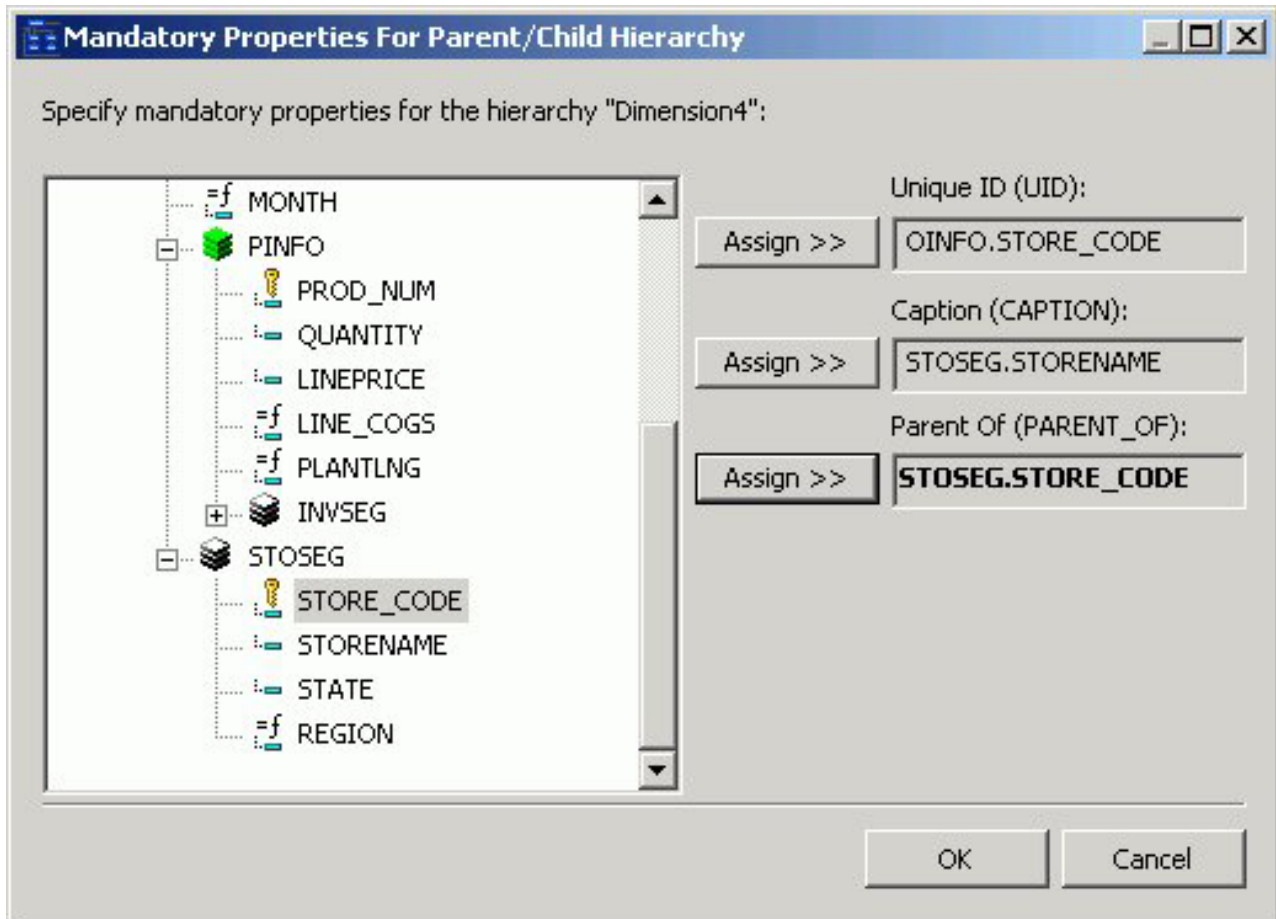 Mandatory Properties For Parent/Child Hierarchy
Specify mandatory properties for the hierarchy "Dimension4":
MONTH
PINFO
PROD_NUM
QUANTITY
LINEPRICE
LINE_COGS
PLANTLNG
INVSEG
STOSEG
STORE_CODE
STORENAME
STATE
REGION
Unique ID (UID):
Assign >> OINFO.STORE_CODE
Caption (CAPTION):
Assign >> STOSEG.STORENAME
Parent Of (PARENT_OF):
Assign >> STOSEG.STORE_CODE
OK Cancel